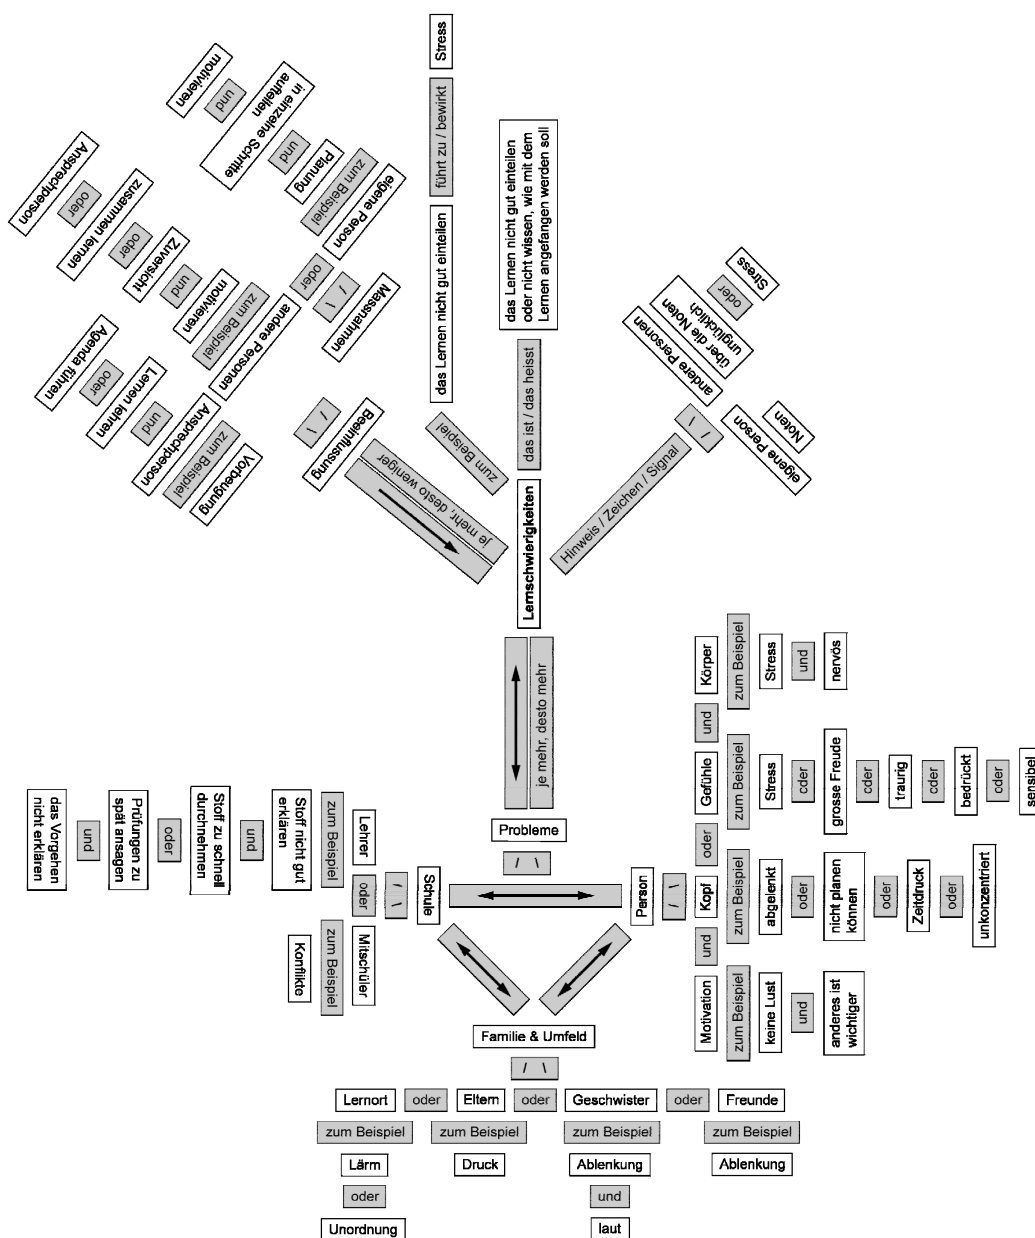 Stress
führt zu / bewirkt
das Lernen nicht gut einteilen
zum Beispiel
das Lernen nicht gut einteilen
oder nicht wissen, wie mit dem
Lernen angefangen werden soll
das ist / das heisst
Lernschwierigkeiten
motivieren
und
in einzelne Schritte
aufteilen
und
Planung
zum Beispiel
eigene Person
oder
/ \
Massnahmen
Ansprechperson
oder
zusammen lernen
oder
Zuversicht
und
motivieren
zum Beispiel
andere Personen
Agenda führen
oder
Lernen lehren
und
Ansprechperson
zum Beispiel
Vorbeugung
/ \
Beeinflussung
je mehr, desto weniger
Stress
oder
über die Noten
unglücklich
andere Personen
Noten
eigene Person
/ \
Hinweis / Zeichen / Signal
je mehr, desto mehr
Probleme
/ \
Schule
/ \
Lehrer
oder
Mitschüler
zum Beispiel
Stoff nicht gut
erklären
und
Stoff zu schnell
durchnehmen
oder
Prüfungen zu
spät ansagen
und
das Vorgehen
nicht erklären
zum Beispiel
Konflikte
Person
/ \
Körper
und
Gefühle
oder
Kopf
und
Motivation
zum Beispiel
Stress
und
nervös
zum Beispiel
Stress
oder
grosse Freude
oder
traurig
oder
bedrückt
oder
sensibel
zum Beispiel
abgelenkt
oder
nicht planen
können
oder
Zeitdruck
oder
unkonzentriert
zum Beispiel
keine Lust
und
anderes ist
wichtiger
Familie & Umfeld
/ \
Lernort oder Eltern oder Geschwister oder Freunde
zum Beispiel zum Beispiel zum Beispiel zum Beispiel
Lärm Druck Ablenkung Ablenkung
oder und
Unordnung laut